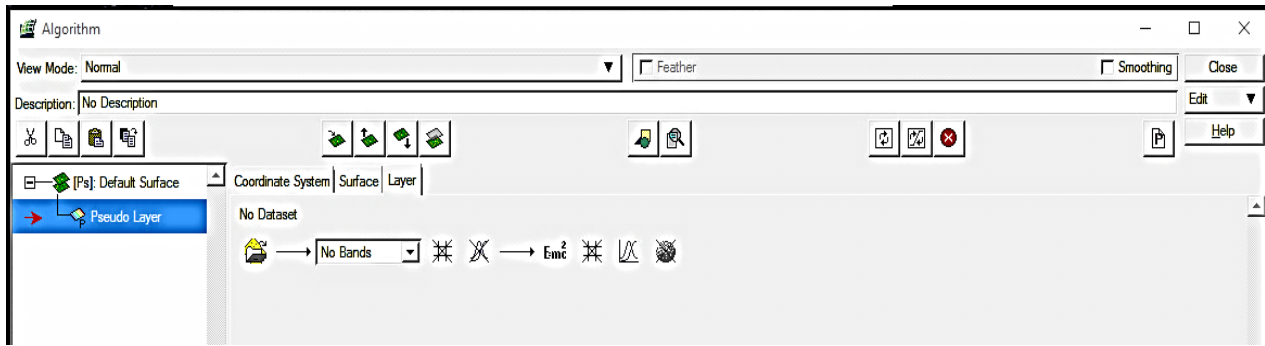 Algorithm
View Mode: Normal
Feather
Smoothing
Close
Description: No Description
Edit
Help
[Ps]: Default Surface
Coordinate System Surface Layer
Pseudo Layer
No Dataset
No Bands
Emc2